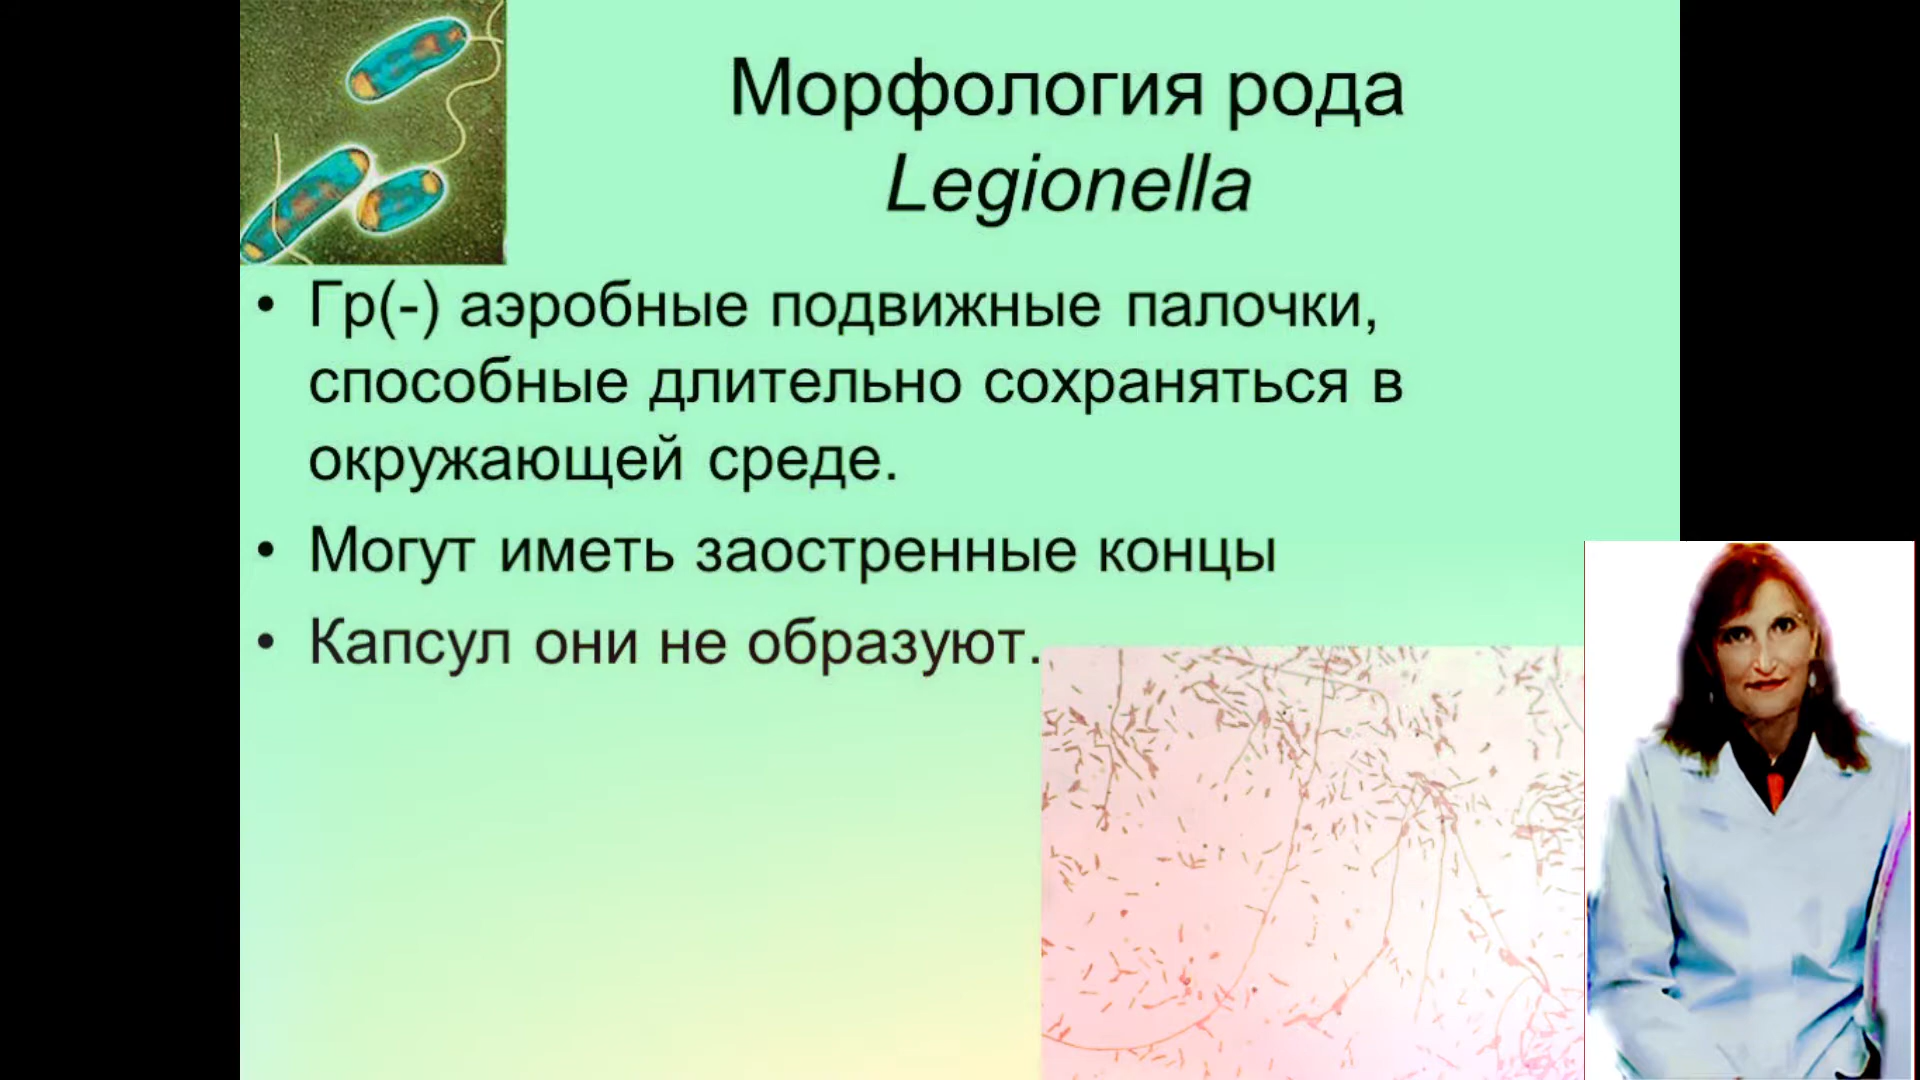 Морфология рода
Legionella
• Гр(-) аэробные подвижные палочки,
способные длительно сохраняться в
окружающей среде.
• Могут иметь заостренные концы
• Капсул они не образуют.